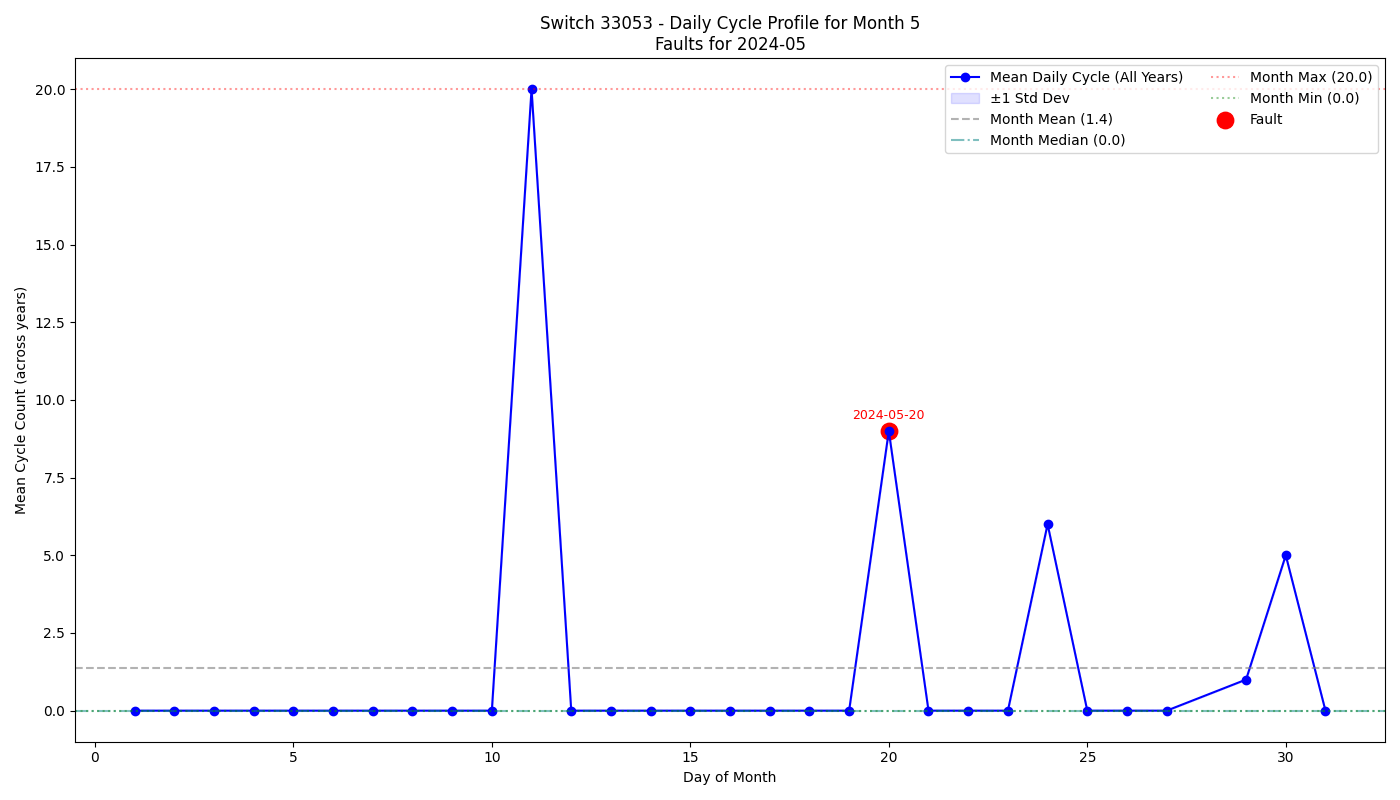 Switch 33053 - Daily Cycle Profile for Month 5
Faults for 2024-05
Mean Daily Cycle (All Years)
±1 Std Dev
Month Mean (1.4)
Month Median (0.0)
Month Max (20.0)
Month Min (0.0)
Fault
20.0
17.5
15.0
12.5
10.0
7.5
5.0
2.5
0.0
Mean Cycle Count (across years)
2024-05-20
0
5
10
15
20
25
30
Day of Month